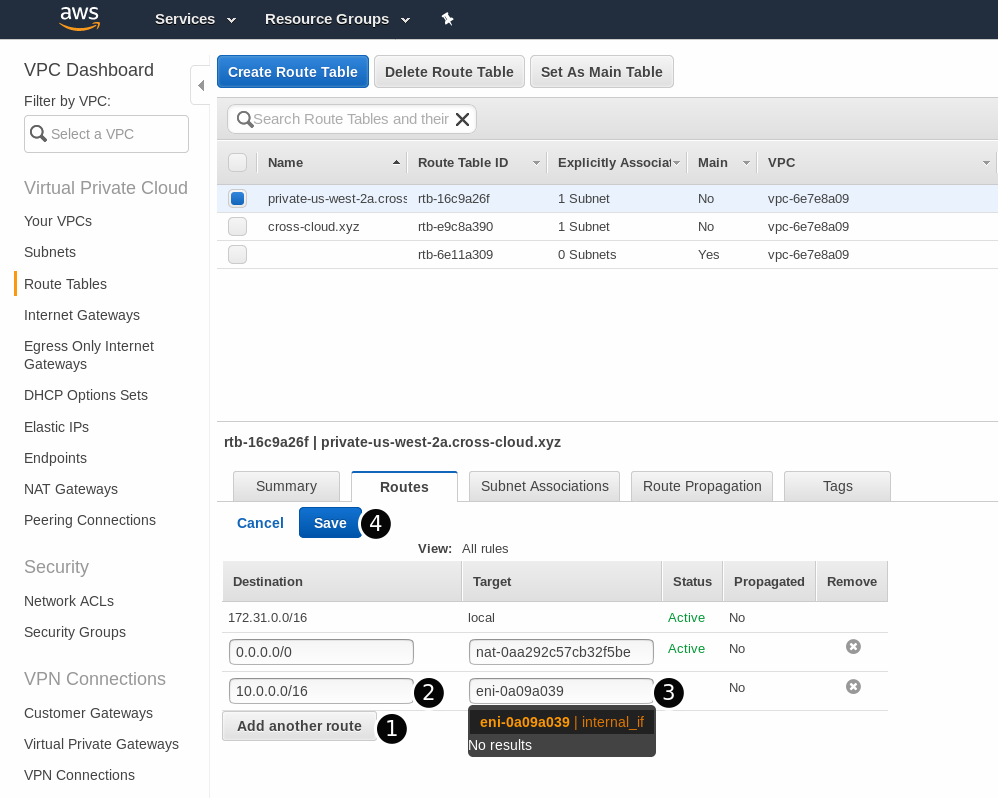 aws Services Resource Groups
VPC Dashboard
Filter by VPC:
Select a VPC
Virtual Private Cloud
Your VPCs
Subnets
Route Tables
Internet Gateways
Egress Only Internet
Gateways
DHCP Options Sets
Elastic IPs
Endpoints
NAT Gateways
Peering Connections
Security
Network ACLs
Security Groups
VPN Connections
Customer Gateways
Virtual Private Gateways
VPN Connections
Create Route Table Delete Route Table Set As Main Table
Search Route Tables and their
Name Route Table ID Explicitly Associat Main VPC
private-us-west-2a.cross rtb-16c9a26f 1 Subnet No vpc-6e7e8a09
cross-cloud.xyz rtb-e9c8a390 1 Subnet No vpc-6e7e8a09
rtb-6e11a309 0 Subnets Yes vpc-6e7e8a09
rtb-16c9a26f | private-us-west-2a.cross-cloud.xyz
Summary Routes Subnet Associations Route Propagation Tags
Cancel Save 4
View: All rules
Destination Target Status Propagated Remove
172.31.0.0/16 local Active No
0.0.0.0/0 nat-0aa292c57cb32f5be Active No
10.0.0.0/16 2 eni-0a09a039 3 No
Add another route 1
eni-0a09a039 | internal_if
No results